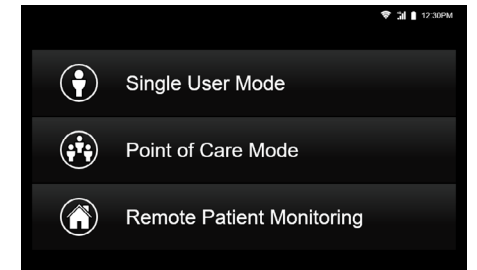 12:30PM
Single User Mode
Point of Care Mode
Remote Patient Monitoring